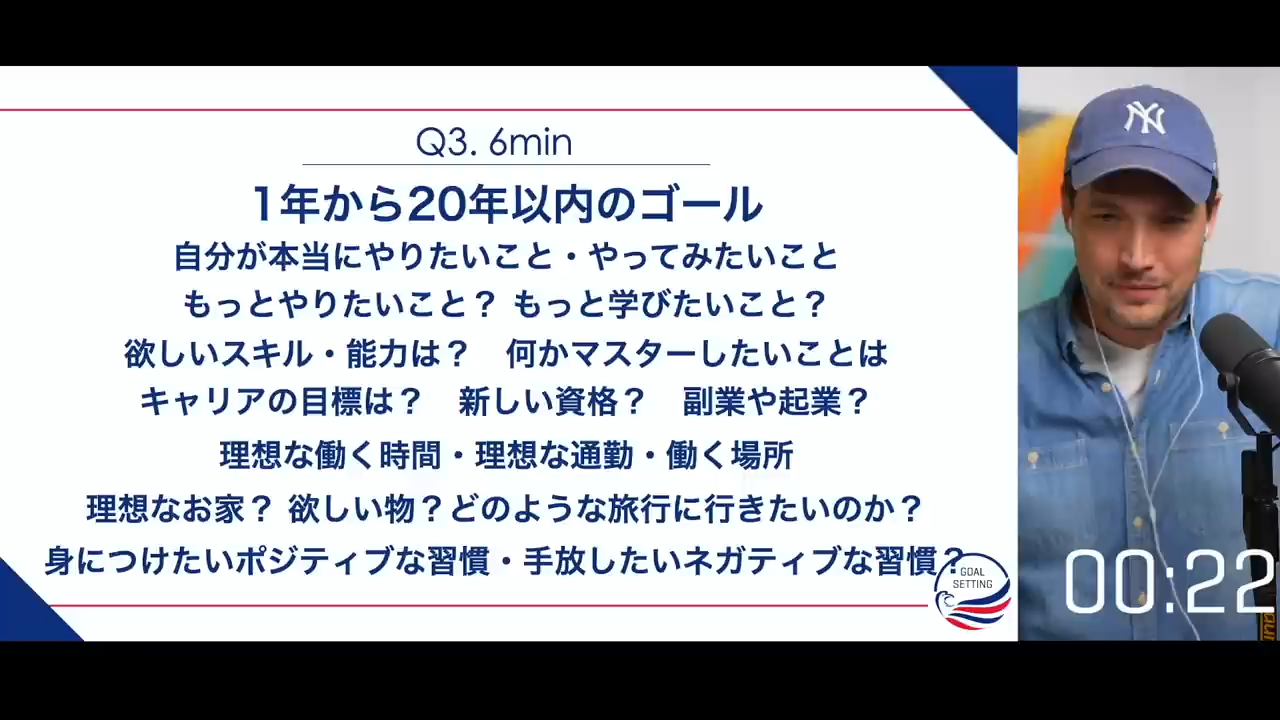 Q3. 6min
1年から20年以内のゴール
自分が本当にやりたいこと・やってみたいこと
もっとやりたいこと？ もっと学びたいこと？
欲しいスキル・能力は？　何かマスターしたいことは
キャリアの目標は？　新しい資格？　副業や起業？
理想な働く時間・理想な通勤・働く場所
理想なお家？ 欲しい物？どのような旅行に行きたいのか？
身につけたいポジティブな習慣・手放したいネガティブな習慣？
GOAL
SETTING
NY
00:22